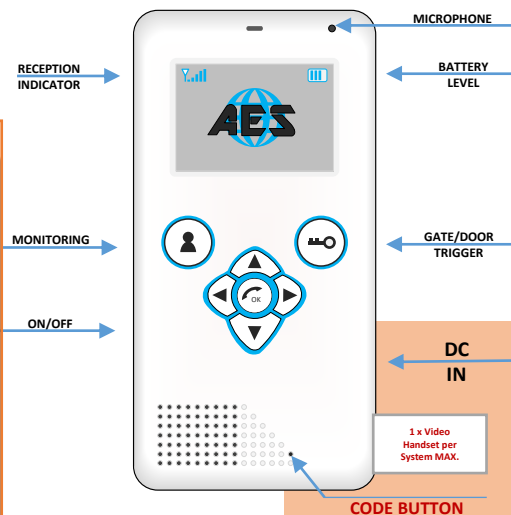 MICROPHONE
RECEPTION
INDICATOR
BATTERY
LEVEL
AES
MONITORING
GATE/DOOR
TRIGGER
OK
ON/OFF
DC
IN
1 x Video
Handset per
System MAX.
CODE BUTTON